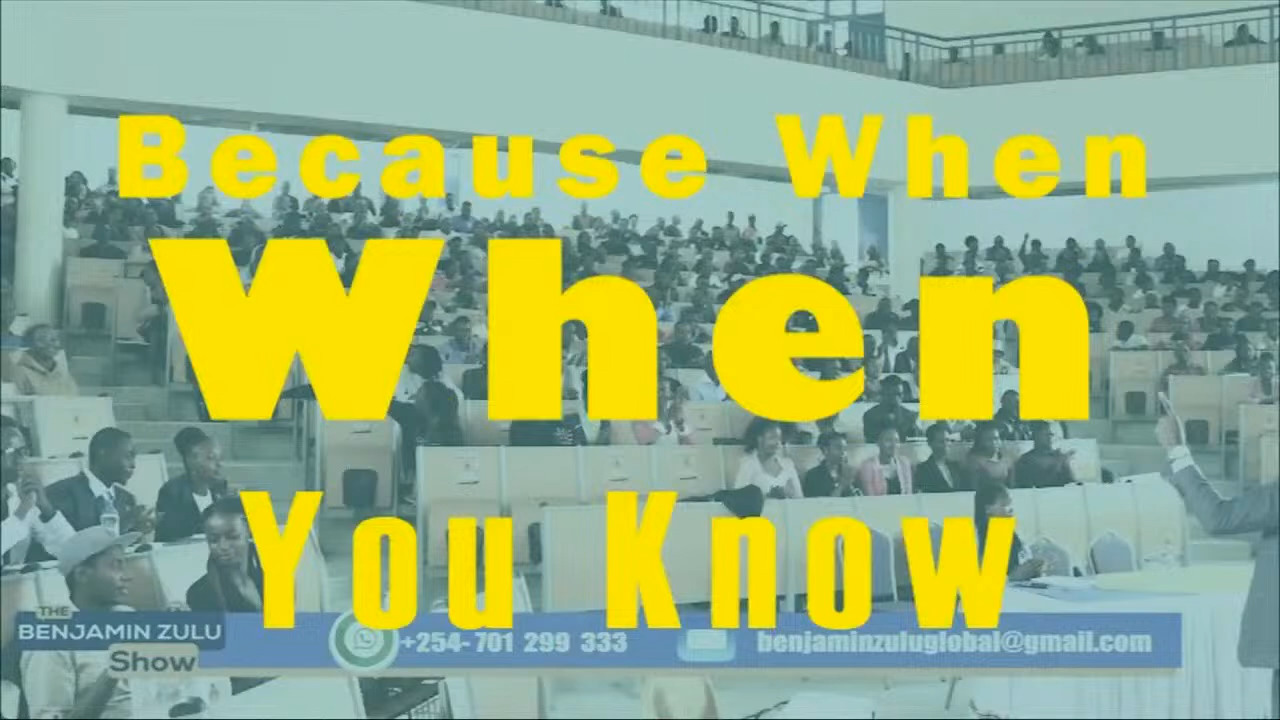 Because When
When
You Know
THE
BENJAMIN ZULU
Show
+254- 701 299 333
benjaminzuluglobal@gmail.com